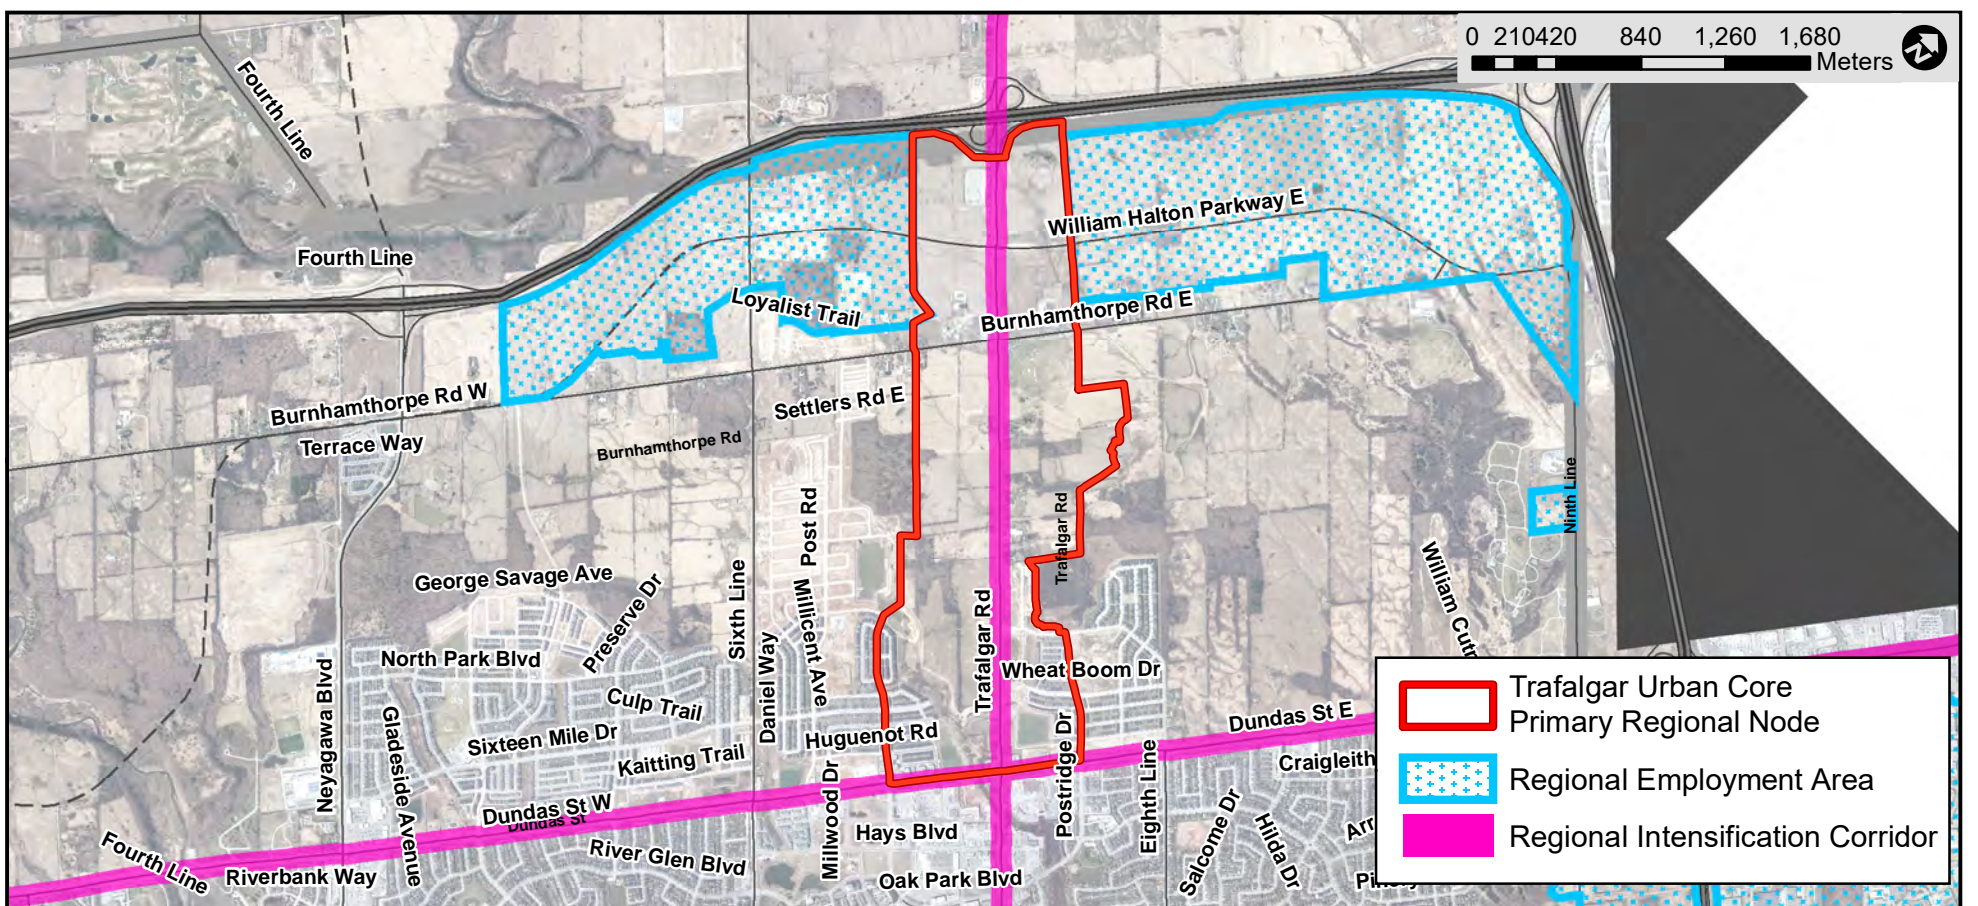 0 210420 840 1,260 1,680
Meters
Fourth Line
Fourth Line
William Halton Parkway E
Loyalist Trail
Burnhamthorpe Rd E
Burnhamthorpe Rd W
Settlers Rd E
Terrace Way
Burnhamthorpe Rd
Ninth Line
Post Rd
Trafalgar Rd
George Savage Ave
Preserve Dr
Sixth Line
Millicent Ave
Trafalgar Rd
William Cutm
North Park Blvd
Daniel Way
Wheat Boom Dr
Neyagawa Blvd
Culp Trail
Gladeside Avenue
Sixteen Mile Dr
Huguenot Rd
Kaitting Trail
Postridge Dr
Dundas St E
Eighth Line
Craigleith
Millwood Dr
Dundas St W
Dundas St
Hays Blvd
Salcome Dr
Hilda Dr
Arr
Fourth Line
Riverbank Way
River Glen Blvd
Oak Park Blvd
Trafalgar Urban Core
Primary Regional Node
Regional Employment Area
Regional Intensification Corridor